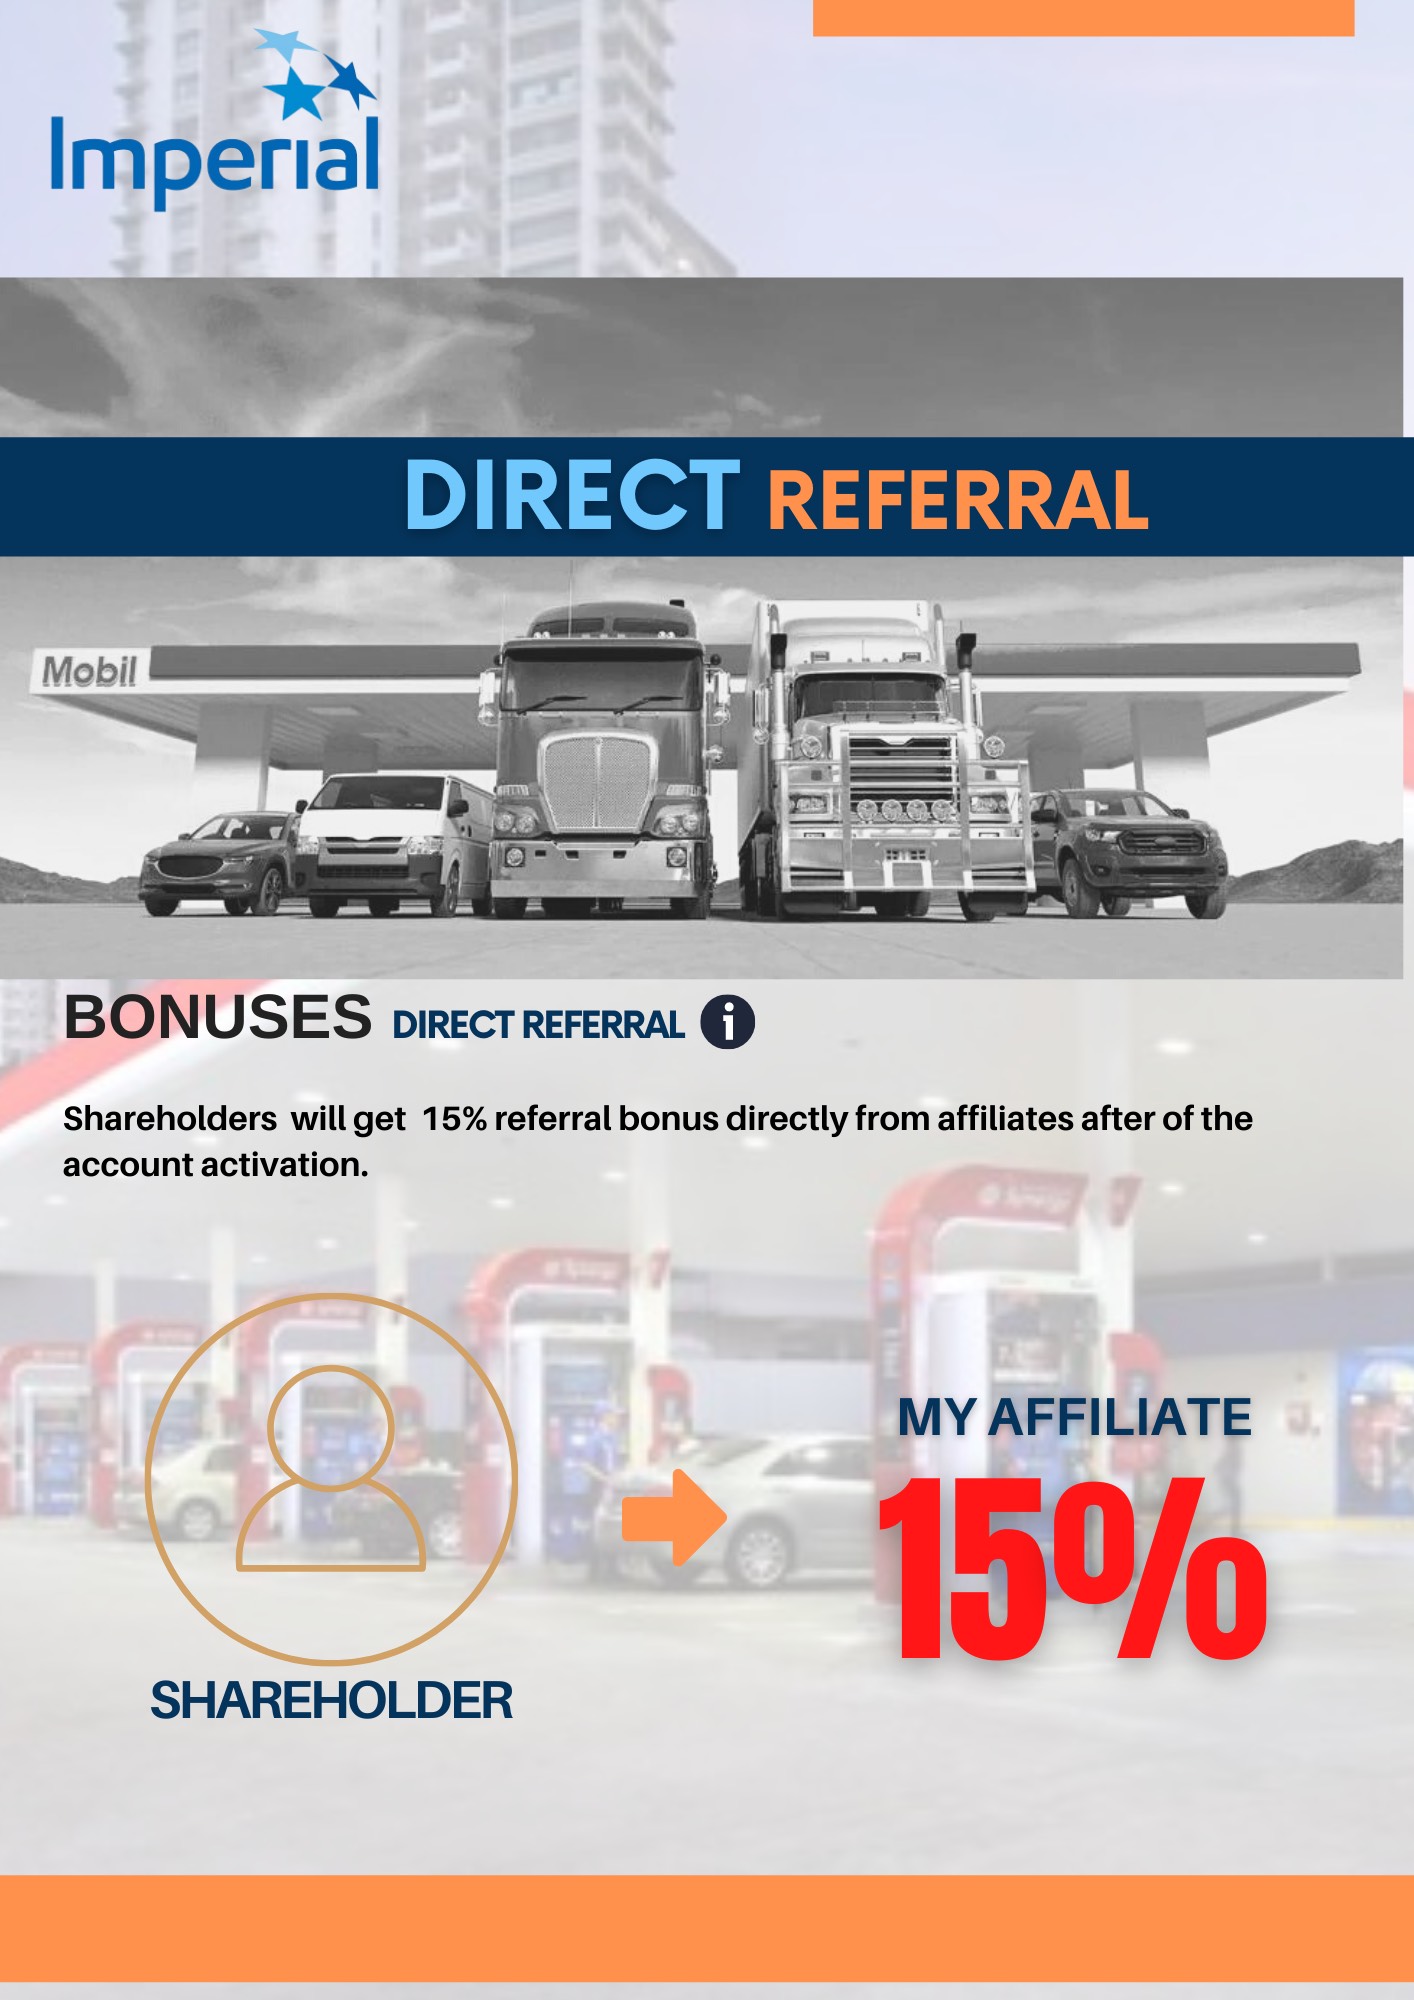 Imperial
DIRECT REFERRAL
Mobil
BONUSES DIRECT REFERRAL i
Shareholders will get 15% referral bonus directly from affiliates after of the
account activation.
MY AFFILIATE
15%
SHAREHOLDER